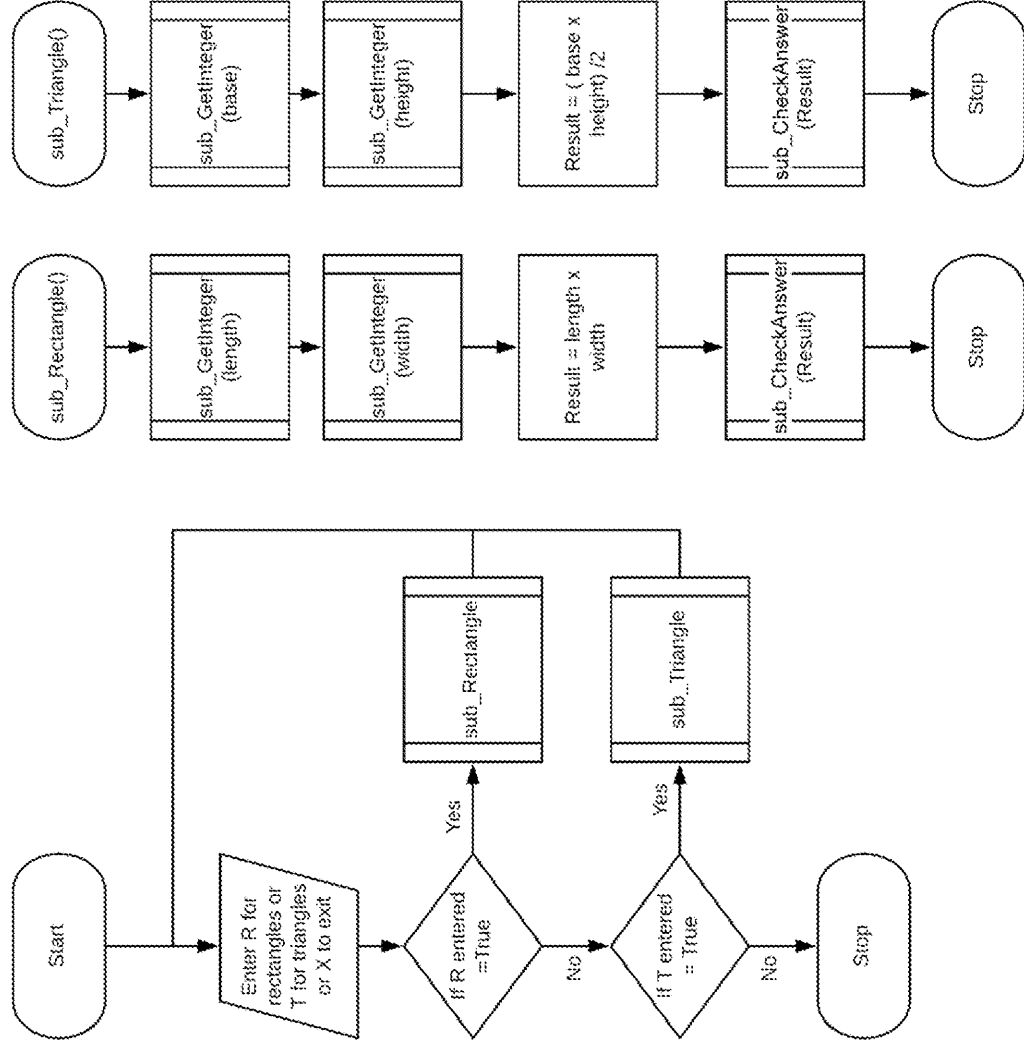 Start
Enter R for
rectangles or
T for triangles
or X to exit
If R entered
=True
Yes
sub_Rectangle
No
If T entered
= True
Yes
sub_Triangle
No
Stop
sub_Rectangle()
sub_GetInteger
(length)
sub_GetInteger
(width)
Result = length x
width
sub_CheckAnswer
(Result)
Stop
sub_Triangle()
sub_GetInteger
(base)
sub_GetInteger
(height)
Result = ( base x
height) /2
sub_CheckAnswer
(Result)
Stop